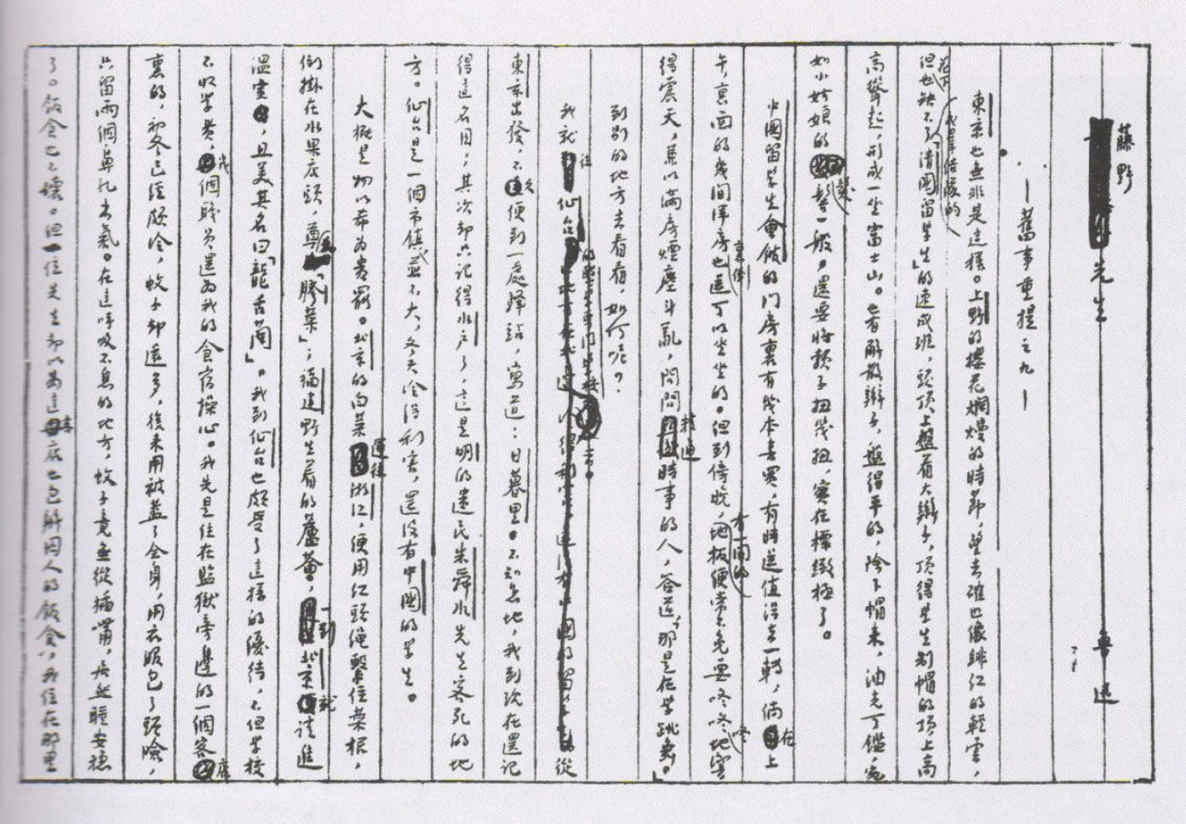 藤野先生
魯迅
—舊事重提之九—
東京也無非是這樣。上野的櫻花爛熳的時節,望去確也像緋紅的輕雲,
但花下也缺不了成羣結隊的「清國留學生」的速成班,頭頂上盤着大辮子,頂得學生制帽的頂上高
高聳起,形成一坐富士山。也有解散辮子,盤得平的,除下帽來,油光可鑑,宛
如小姑娘的髮髻一般,還要將頸子扭幾扭,實在標緻極了。
中國留學生會館的门房裏有幾本書買,有時還值得去一轉,倘在上
午,裏面的幾間洋房裏倒也還可以坐坐的。但到傍晚,有一間的地板便常不免要咚咚咚地響
得震天,兼以滿房煙塵斗亂,問問精通時事的人,答道,「那是在學跳舞。」
到別的地方去看看,如何呢?
我就往仙台的醫學專門學校去。從
東京出發,不久便到一處驛站,寫道:日暮里。不知怎地,我到現在還記
得這名目。其次却只記得水户了,這是明的遺民朱舜水先生客死的地
方。仙台是一個市鎮,並不大,冬天冷得利害,還沒有中國的學生。
大概是物以希為貴罷。北京的白菜運往浙江,便用紅頭繩繫住菜根,
倒掛在水果店頭,尊為「膠菜」;福建野生着的蘆薈,一到北京就請進
溫室,且美其名曰「龍舌蘭」。我到仙台也頗受了這樣的優待,不但學校
不收學費,幾個職員還為我的食宿操心。我先是住在監獄旁邊的一個客店
裏的,初冬已經頗冷,蚊子却還多,後來用被蓋了全身,用衣服包了頭臉,
只留兩個鼻孔出氣。在這呼吸不息的地方,蚊子竟無從插嘴,居然睡安穩
了。飯食也不壞。但一位先生却以為這客店也包辦囚人的飯食,我住在那里